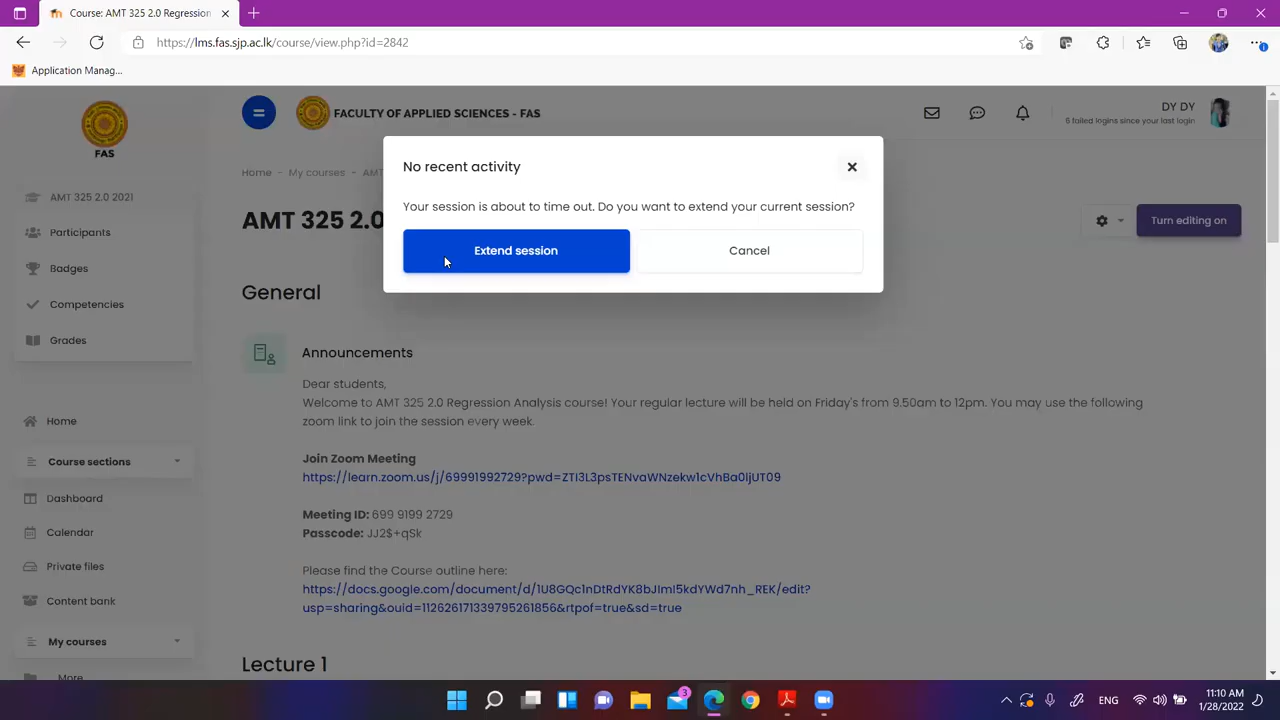 Course: AMT 325 2.0 Regression
https://lms.fas.sjp.ac.lk/course/view.php?id=2842
Application Manag...
FAS
FACULTY OF APPLIED SCIENCES - FAS
DY DY
5 failed logins since your last login
No recent activity
Your session is about to time out. Do you want to extend your current session?
Extend session
Cancel
Home
My courses
AMT
AMT 325 2.0
Turn editing on
AMT 325 2.0 2021
Participants
Badges
Competencies
Grades
Home
Course sections
Dashboard
Calendar
Private files
Content bank
My courses
More
General
Announcements
Dear students,
Welcome to AMT 325 2.0 Regression Analysis course! Your regular lecture will be held on Friday's from 9.50am to 12pm. You may use the following
zoom link to join the session every week.
Join Zoom Meeting
https://learn.zoom.us/j/69991992729?pwd=ZTI3L3psTENvaWNzekw1cVhBa0ljUT09
Meeting ID: 699 9199 2729
Passcode: JJ2$+qSk
Please find the Course outline here:
https://docs.google.com/document/d/1U8GQc1nDtRdYK8bJImI5kdYWd7nh_REK/edit?
usp=sharing&ouid=112626171339795261856&rtpof=true&sd=true
Lecture 1
3
ENG
11:10 AM
1/28/2022